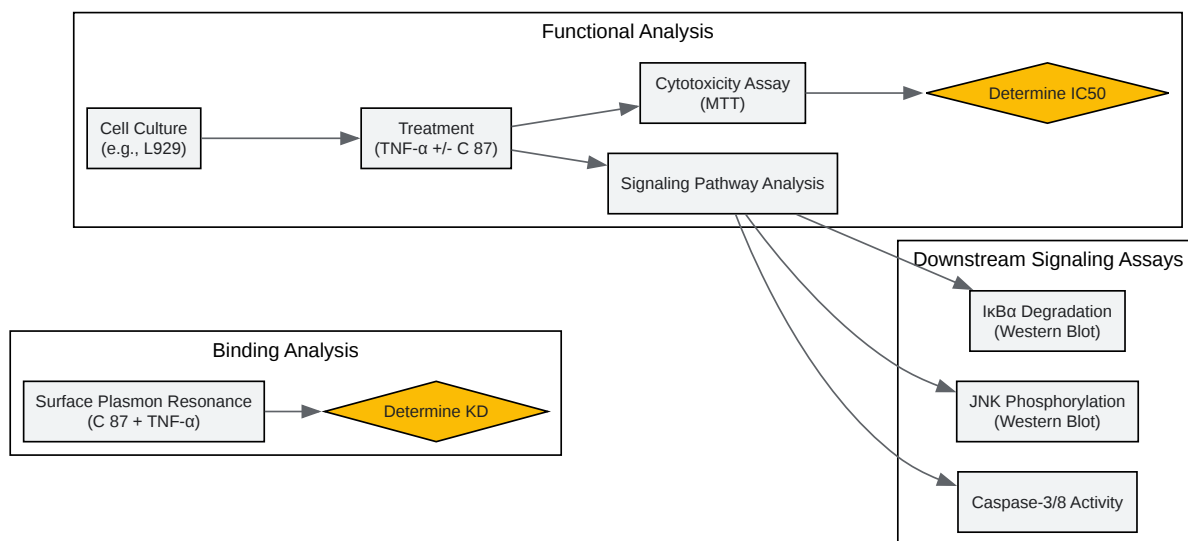 Functional Analysis
Cell Culture
(e.g., L929)
Treatment
(TNF-α +/- C 87)
Cytotoxicity Assay
(MTT)
Determine IC50
Signaling Pathway Analysis
Downstream Signaling Assays
IκBα Degradation
(Western Blot)
JNK Phosphorylation
(Western Blot)
Caspase-3/8 Activity
Binding Analysis
Surface Plasmon Resonance
(C 87 + TNF-α)
Determine KD